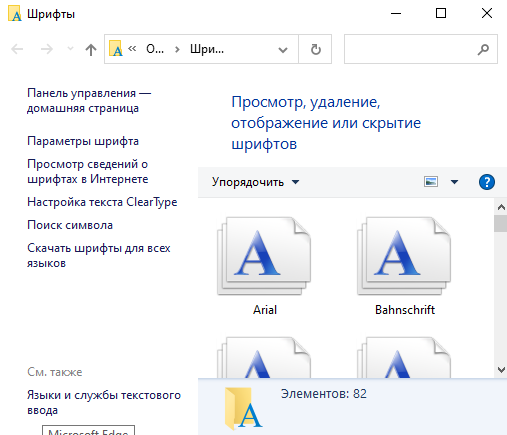 Шрифты
О...
Шри...
Панель управления —
домашняя страница
Параметры шрифта
Просмотр сведений о
шрифтах в Интернете
Настройка текста ClearType
Поиск символа
Скачать шрифты для всех
языков
См. также
Языки и службы текстового
ввода
Microsoft Edge
Просмотр, удаление,
отображение или скрытие
шрифтов
Упорядочить
?
A
Arial
A
Bahnschrift
Элементов: 82